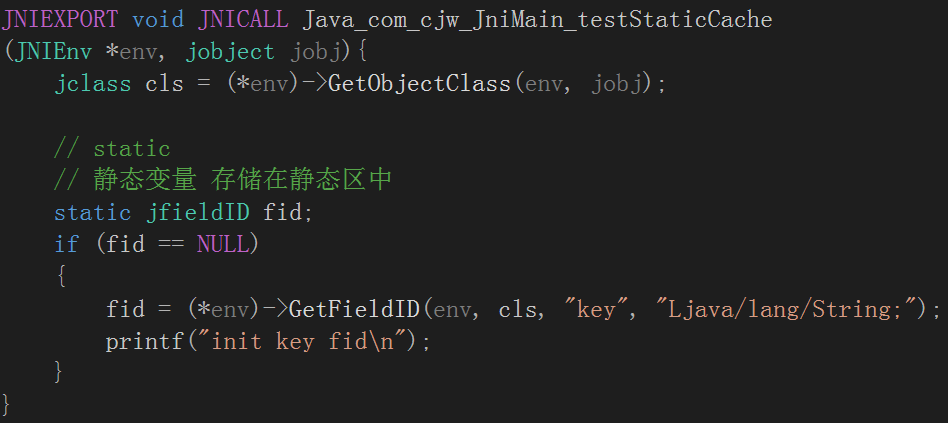 JNIEXPORT void JNICALL Java_com_cjw_JniMain_testStaticCache
(JNIEnv *env, jobject jobj){
    jclass cls = (*env)->GetObjectClass(env, jobj);

    // static
    // 静态变量 存储在静态区中
    static jfieldID fid;
    if (fid == NULL)
    {
        fid = (*env)->GetFieldID(env, cls, "key", "Ljava/lang/String;");
        printf("init key fid\n");
    }
}